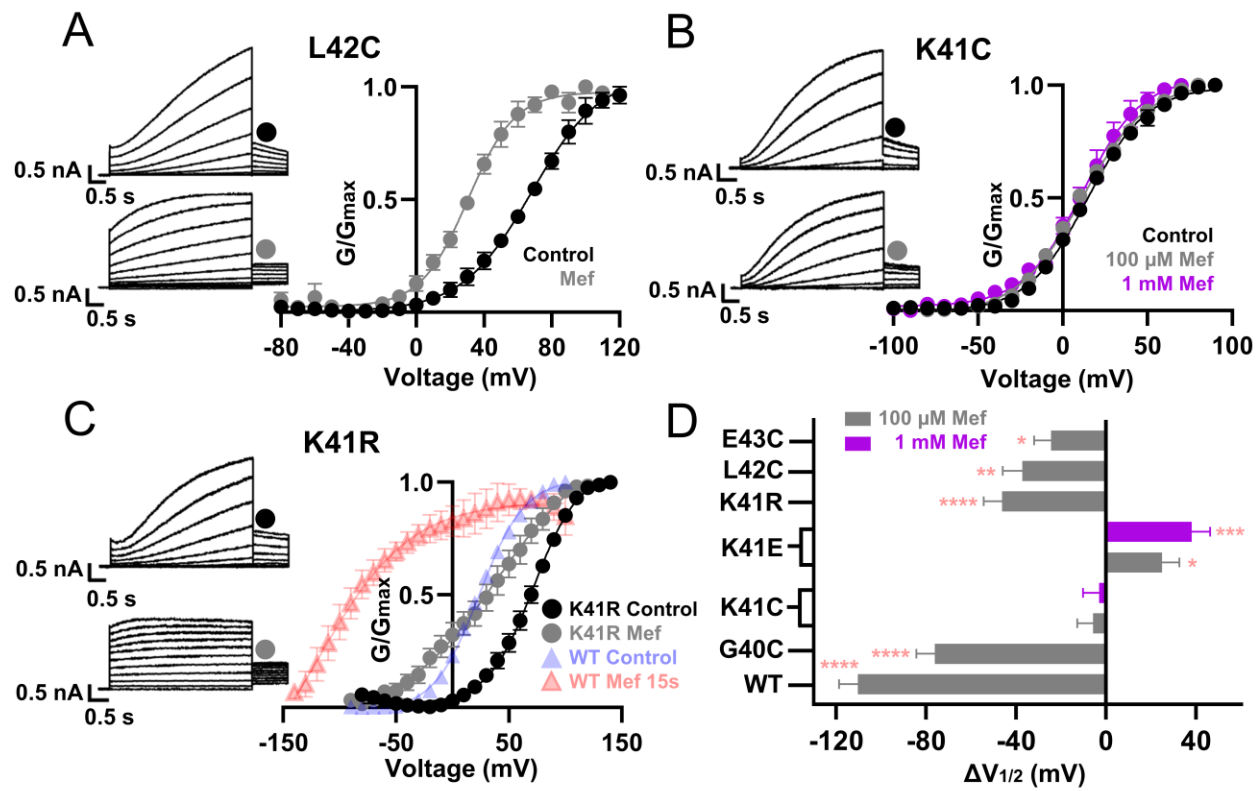 A
L42C
0.5 nA
0.5 s
0.5 nA
0.5 s
G/Gmax
1.0
0.5
Control
Mef
-80 -40 0 40 80 120
Voltage (mV)
B
K41C
0.5 nA
0.5 s
0.5 nA
0.5 s
G/Gmax
1.0
0.5
Control
100 µM Mef
1 mM Mef
-100 -50 0 50 100
Voltage (mV)
C
K41R
0.5 nA
0.5 s
0.5 nA
0.5 s
G/Gmax
1.0
0.5
K41R Control
K41R Mef
WT Control
WT Mef 15s
-150 -50 50 150
Voltage (mV)
D
100 µM Mef
1 mM Mef
E43C *
L42C **
K41R ****
K41E ***
*
K41C
G40C ****
WT ****
-120 -80 -40 0 40
ΔV1/2 (mV)